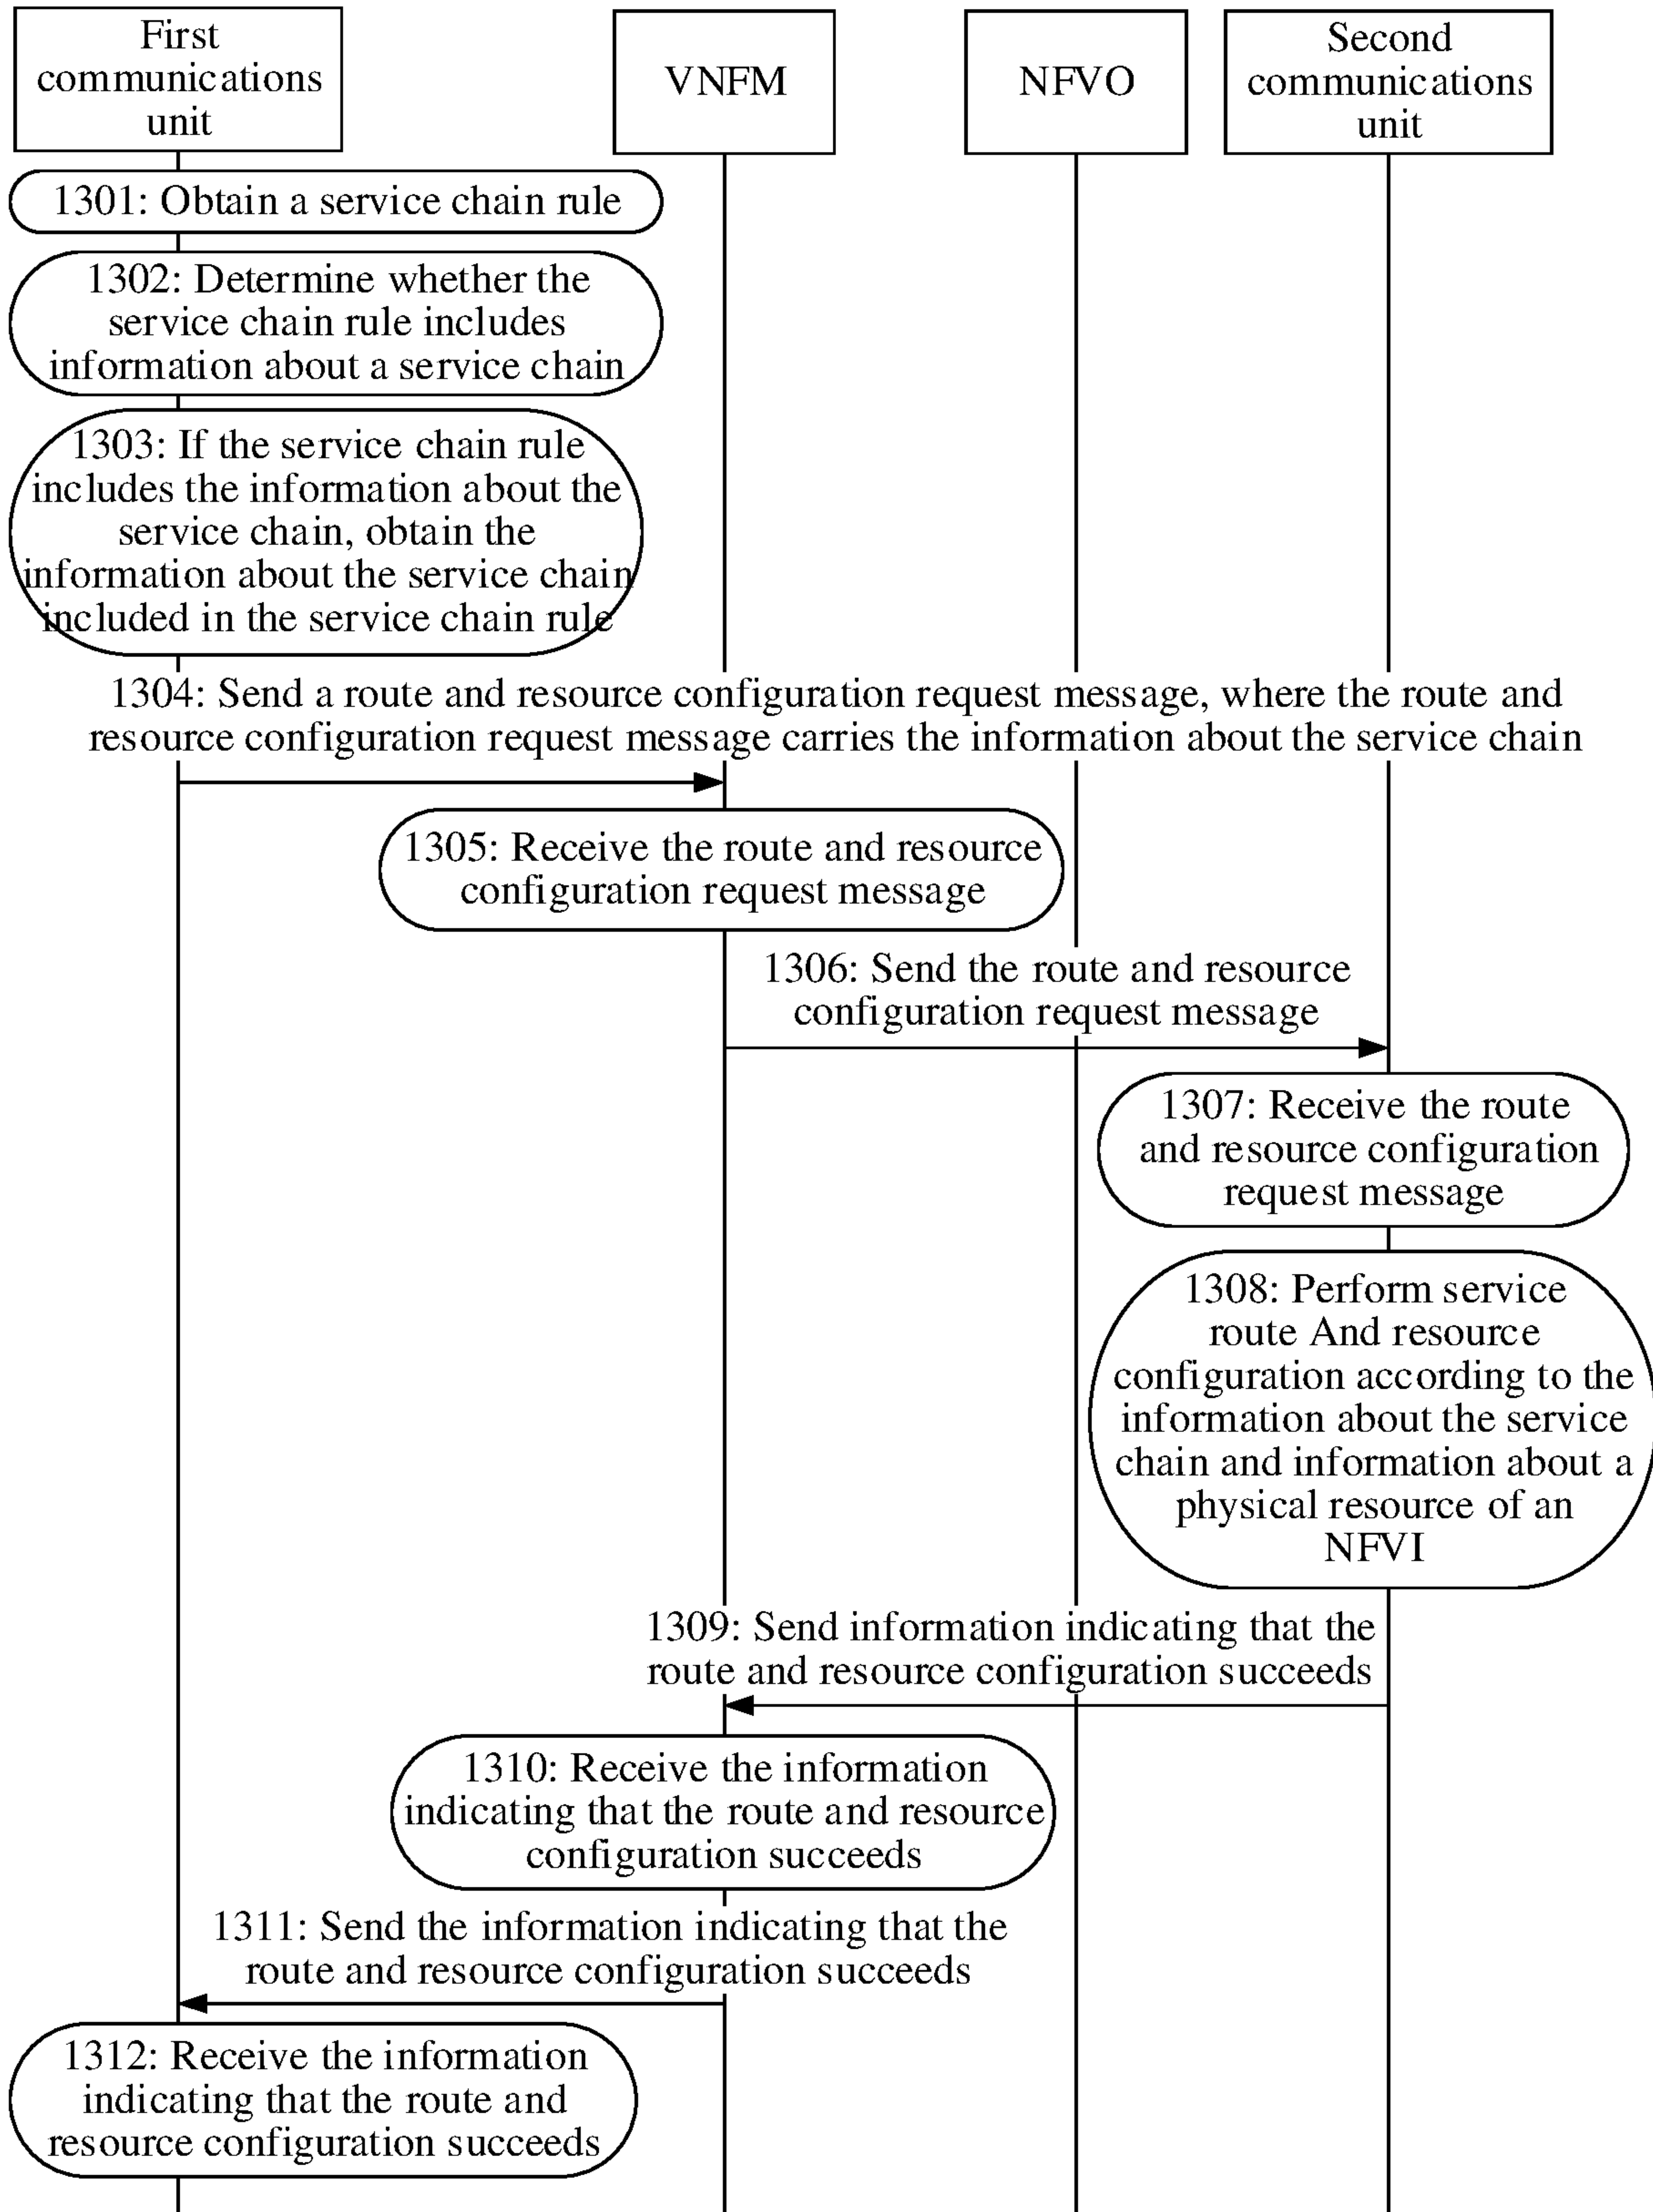 First
communications
unit
VNFM
NFVO
Second
communications
unit
1301: Obtain a service chain rule
1302: Determine whether the
service chain rule includes
information about a service chain
1303: If the service chain rule
includes the information about the
service chain, obtain the
information about the service chain
included in the service chain rule
1304: Send a route and resource configuration request message, where the route and
resource configuration request message carries the information about the service chain
1305: Receive the route and resource
configuration request message
1306: Send the route and resource
configuration request message
1307: Receive the route
and resource configuration
request message
1308: Perform service
route And resource
configuration according to the
information about the service
chain and information about a
physical resource of an
NFVI
1309: Send information indicating that the
route and resource configuration succeeds
1310: Receive the information
indicating that the route and resource
configuration succeeds
1311: Send the information indicating that the
route and resource configuration succeeds
1312: Receive the information
indicating that the route and
resource configuration succeeds